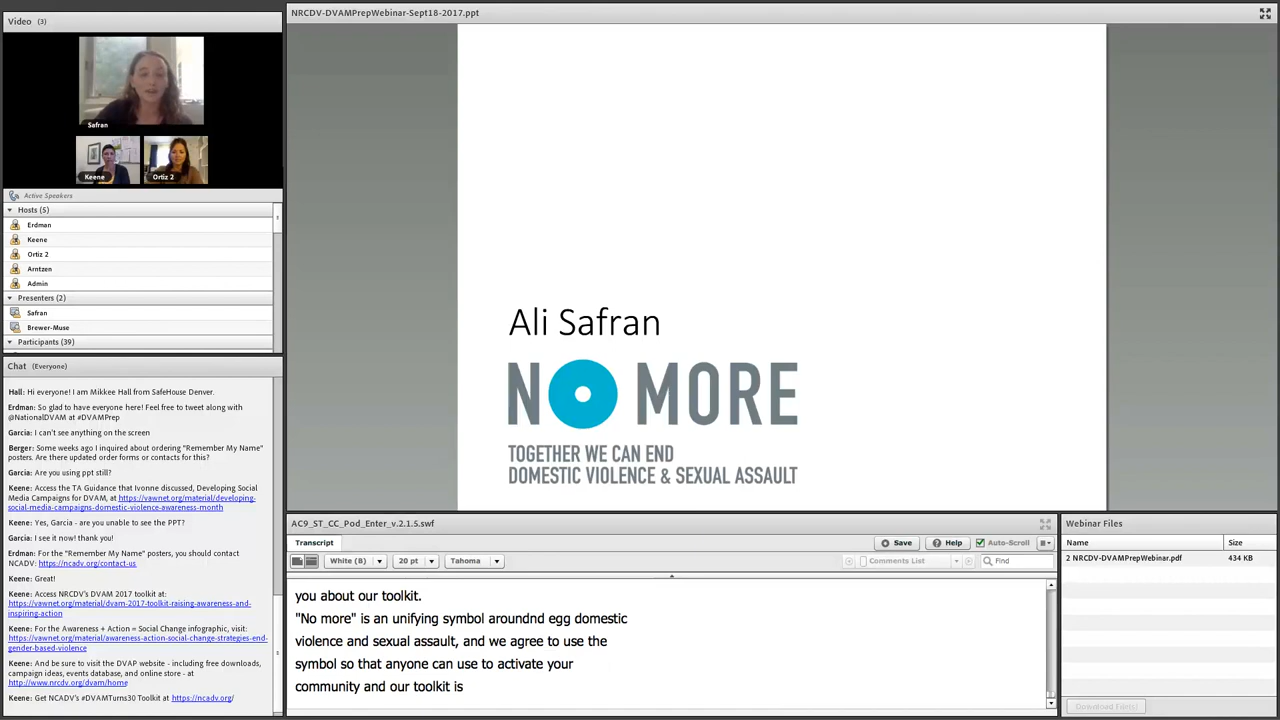 Video (3)
Safran
Keene
Ortiz 2
Active Speakers
Hosts (5)
Erdman
Keene
Ortiz 2
Arntzen
Admin
Presenters (2)
Safran
Brewer-Muse
Participants (39)
Chat (Everyone)
Hall: Hi everyone! I am Mikkee Hall from SafeHouse Denver.
Erdman: So glad to have everyone here! Feel free to tweet along with
@NationalDVAM at #DVAMPrep
Garcia: I can't see anything on the screen
Berger: Some weeks ago I inquired about ordering "Remember My Name"
posters. Are there updated order forms or contacts for this?
Garcia: Are you using ppt still?
Keene: Access the TA Guidance that Ivonne discussed, Developing Social
Media Campaigns for DVAM, at https://vawnet.org/material/developing-
social-media-campaigns-domestic-violence-awareness-month
Keene: Yes, Garcia - are you unable to see the PPT?
Garcia: I see it now! thank you!
Erdman: For the "Remember My Name" posters, you should contact
NCADV: https://ncadv.org/contact-us
Keene: Great!
Keene: Access NRCDV's DVAM 2017 toolkit at:
https://vawnet.org/material/dvam-2017-toolkit-raising-awareness-and-
inspiring-action
Keene: For the Awareness + Action = Social Change infographic, visit:
https://vawnet.org/material/awareness-action-social-change-strategies-end-
gender-based-violence
Keene: And be sure to visit the DVAP website - including free downloads,
campaign ideas, events database, and online store - at
http://www.nrcdv.org/dvam/home
Keene: Get NCADV's #DVAMTurns30 Toolkit at https://ncadv.org/
NRCDV-DVAMPrepWebinar-Sept18-2017.ppt
Ali Safran
NO MORE
TOGETHER WE CAN END
DOMESTIC VIOLENCE & SEXUAL ASSAULT
AC9_ST_CC_Pod_Enter_v.2.1.5.swf
Transcript
Save
Help
Auto-Scroll
White (B)
20 pt
Tahoma
Comments List
Find
you about our toolkit.
"No more" is an unifying symbol aroundnd egg domestic
violence and sexual assault, and we agree to use the
symbol so that anyone can use to activate your
community and our toolkit is
Webinar Files
Name Size
2 NRCDV-DVAMPrepWebinar.pdf 434 KB
Download File(s)